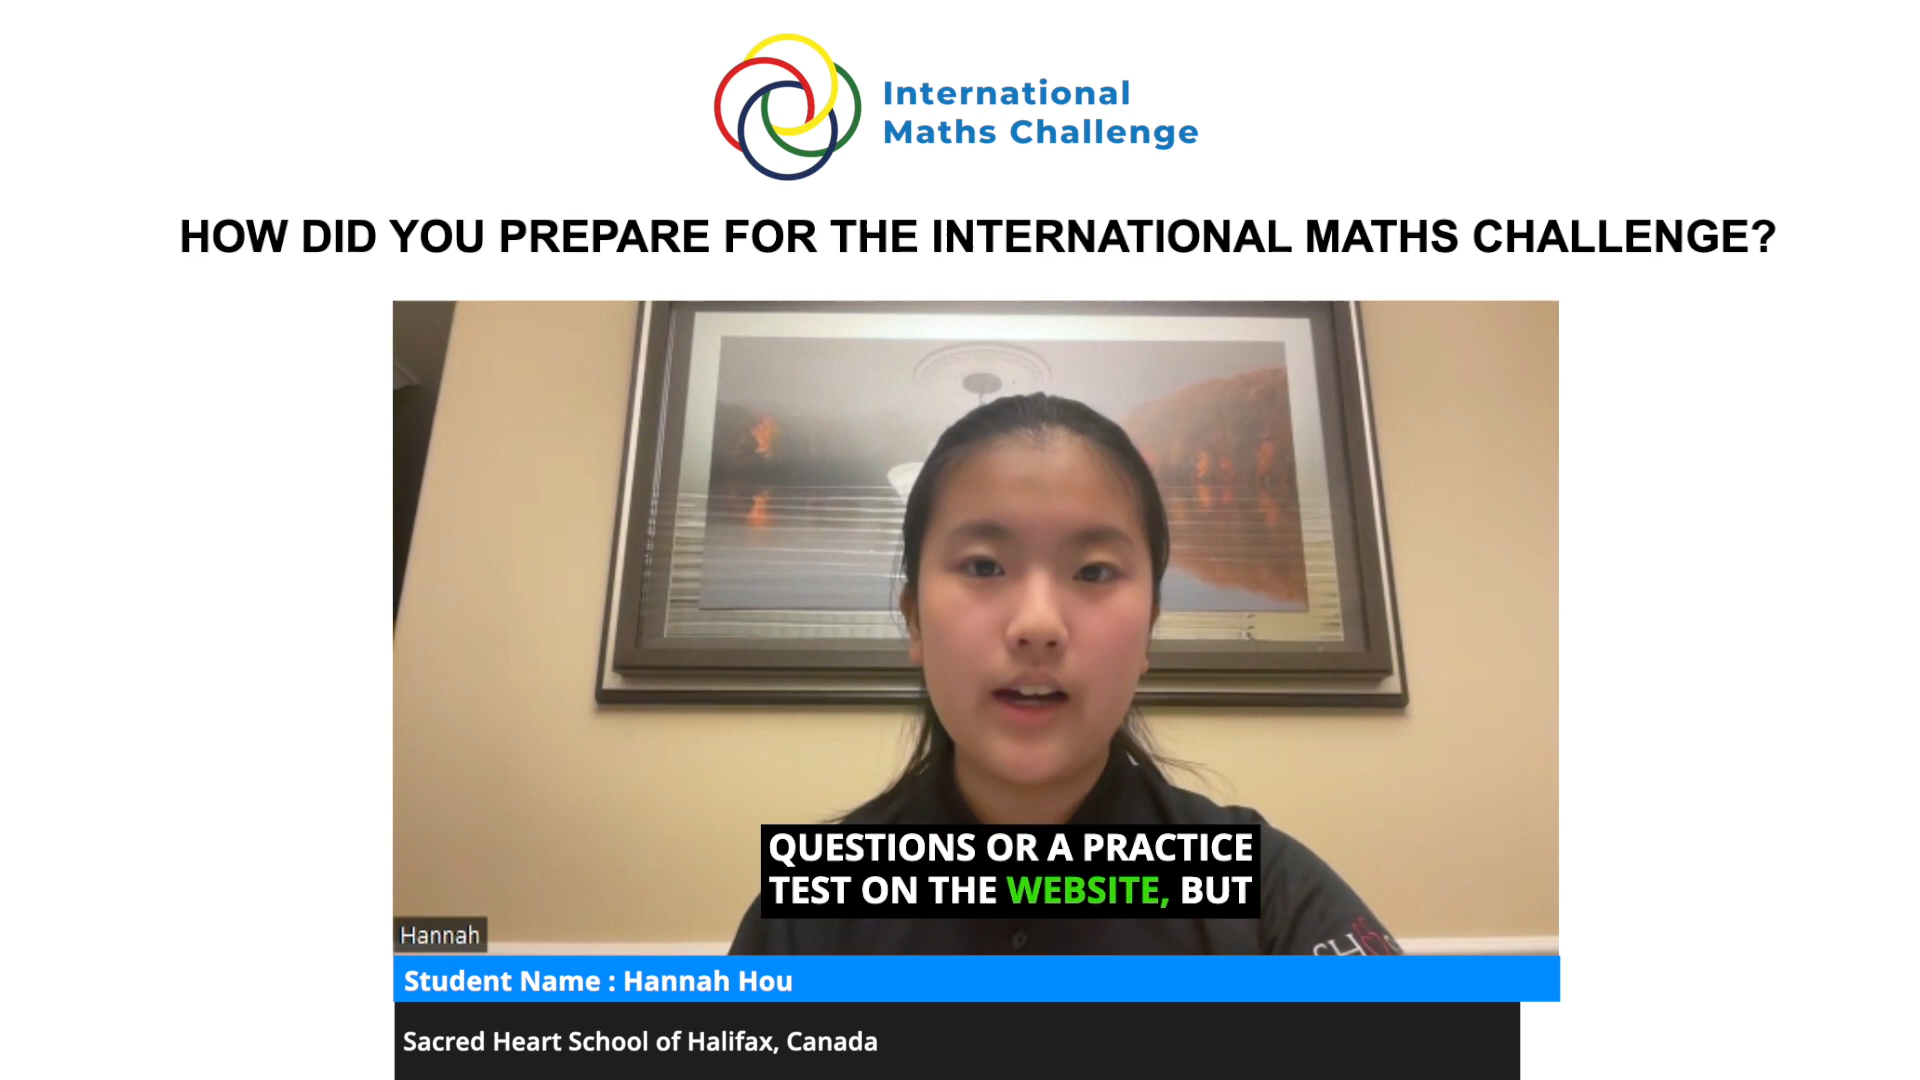 International
Maths Challenge
HOW DID YOU PREPARE FOR THE INTERNATIONAL MATHS CHALLENGE?
QUESTIONS OR A PRACTICE
TEST ON THE WEBSITE, BUT
Hannah
Student Name : Hannah Hou
Sacred Heart School of Halifax, Canada